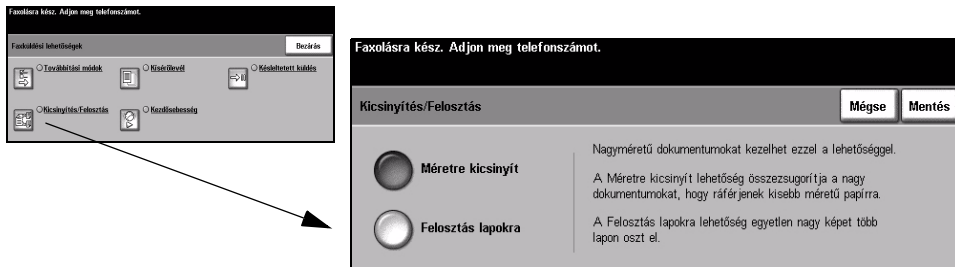 Faxolásra kész. Adjon meg telefonszámot.
Faxküldési lehetőségek
Bezárás
Továbbítási módok
Kísérőlevél
Késleltetett küldés
Kicsinyítés/Felosztás
Kezdősebesség
Faxolásra kész. Adjon meg telefonszámot.
Kicsinyítés/Felosztás
Mégse
Mentés
Méretre kicsinyít
Felosztás lapokra
Nagyméretű dokumentumokat kezelhet ezzel a lehetőséggel.
A Méretre kicsinyít lehetőség összezsugorítja a nagy
dokumentumokat, hogy ráférjenek kisebb méretű papírra.
A Felosztás lapokra lehetőség egyetlen nagy képet több
lapon oszt el.